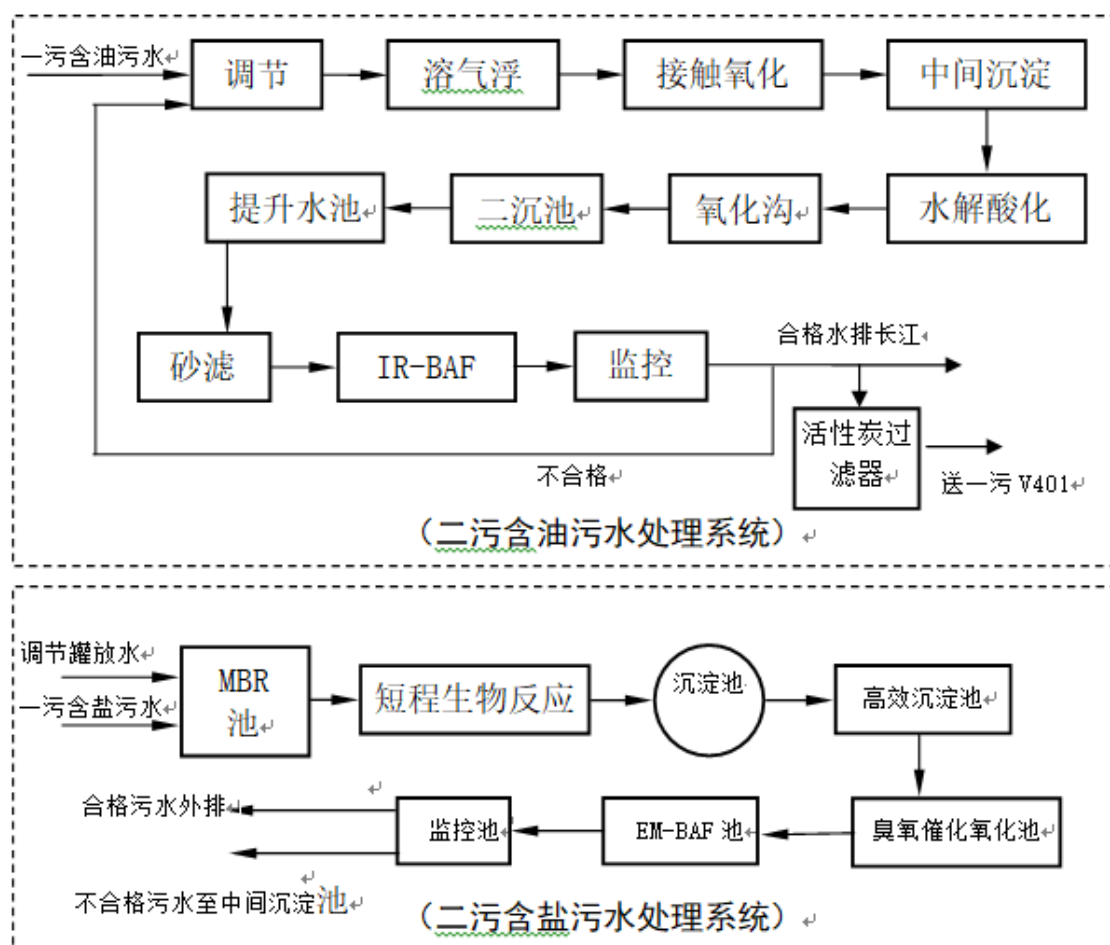 一污含油污水
调节
溶气浮
接触氧化
中间沉淀
提升水池
二沉池
氧化沟
水解酸化
砂滤
IR-BAF
监控
合格水排长江
活性炭过
滤器
不合格
送一污 V401
（二污含油污水处理系统）
调节罐放水
一污含盐污水
MBR
池
短程生物反应
沉淀池
高效沉淀池
合格污水外排
监控池
EM-BAF 池
臭氧催化氧化池
不合格污水至中间沉淀池
（二污含盐污水处理系统）